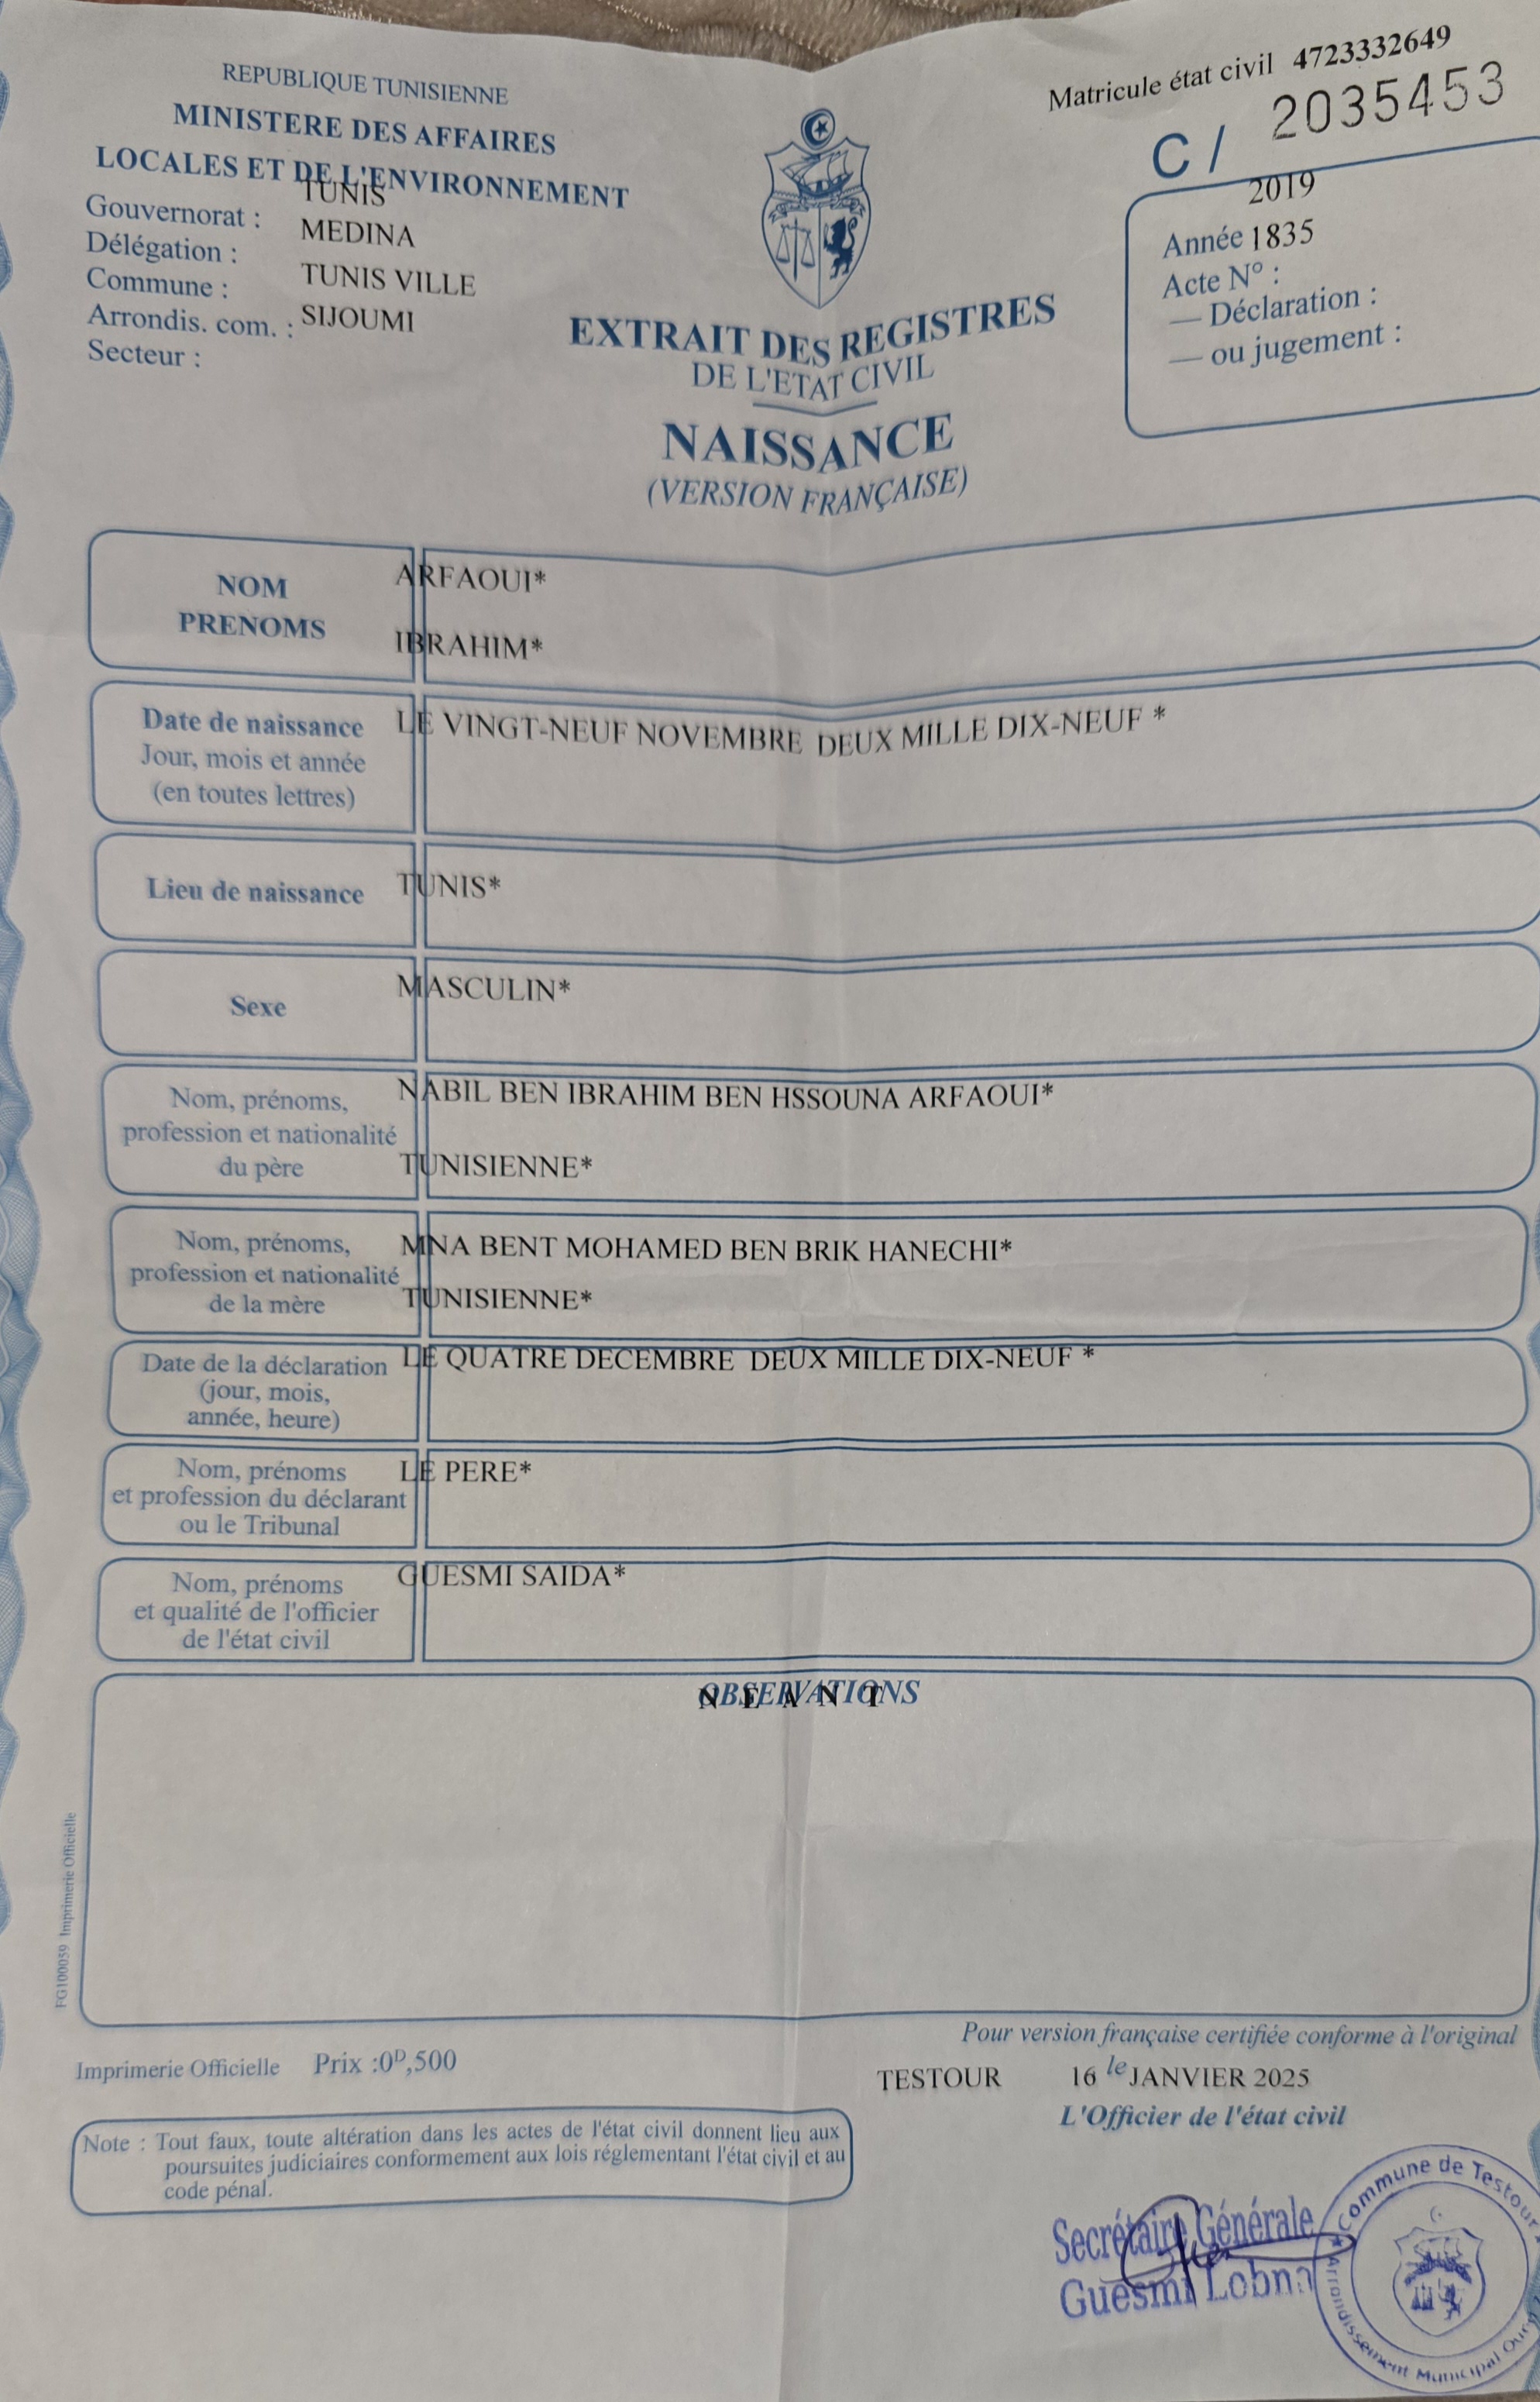 REPUBLIQUE TUNISIENNE
MINISTERE DES AFFAIRES
LOCALES ET DE L'ENVIRONNEMENT
Gouvernorat : TUNIS
Délégation : MEDINA
Commune : TUNIS VILLE
Arrondis. com. : SIJOUMI
Secteur :
Matricule état civil 4723332649
C/ 2035453
2019
Année 1835
Acte N° :
— Déclaration :
— ou jugement :
EXTRAIT DES REGISTRES
DE L'ETAT CIVIL
NAISSANCE
(VERSION FRANÇAISE)
NOM ARFAOUI*
PRENOMS IBRAHIM*
Date de naissance LE VINGT-NEUF NOVEMBRE DEUX MILLE DIX-NEUF *
Jour, mois et année
(en toutes lettres)
Lieu de naissance TUNIS*
Sexe MASCULIN*
Nom, prénoms, NABIL BEN IBRAHIM BEN HSSOUNA ARFAOUI*
profession et nationalité
du père TUNISIENNE*
Nom, prénoms, MNA BENT MOHAMED BEN BRIK HANECHI*
profession et nationalité
de la mère TUNISIENNE*
Date de la déclaration LE QUATRE DECEMBRE DEUX MILLE DIX-NEUF *
(jour, mois,
année, heure)
Nom, prénoms LE PERE*
et profession du déclarant
ou le Tribunal
Nom, prénoms GUESMI SAIDA*
et qualité de l'officier
de l'état civil
OBSERVATIONS
N E A N T
FG100059 Imprimerie Officielle
Pour version française certifiée conforme à l'original
Imprimerie Officielle Prix :0ᴰ,500
TESTOUR 16 le JANVIER 2025
L'Officier de l'état civil
Note : Tout faux, toute altération dans les actes de l'état civil donnent lieu aux
poursuites judiciaires conformement aux lois réglementant l'état civil et au
code pénal.
Secrétaire Générale
Guesmi Lobna
Commune de Testour
Arrondissement Municipal